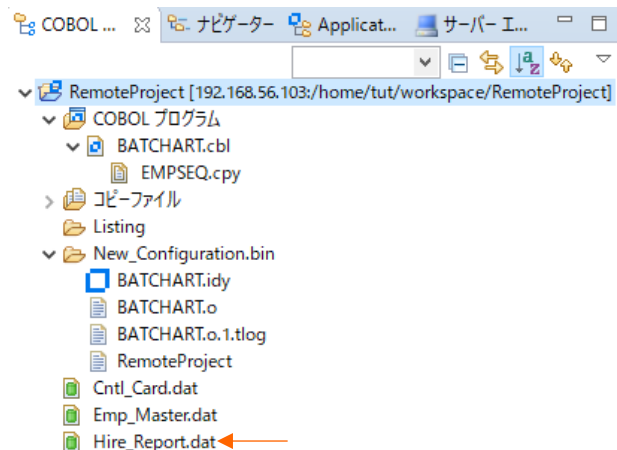 COBOL ... ナビゲーター Applicat... サーバー エ...
RemoteProject [192.168.56.103:/home/tut/workspace/RemoteProject]
COBOL プログラム
BATCHART.cbl
EMPSEQ.cpy
コピーファイル
Listing
New_Configuration.bin
BATCHART.idy
BATCHART.o
BATCHART.o.1.tlog
RemoteProject
Cntl_Card.dat
Emp_Master.dat
Hire_Report.dat